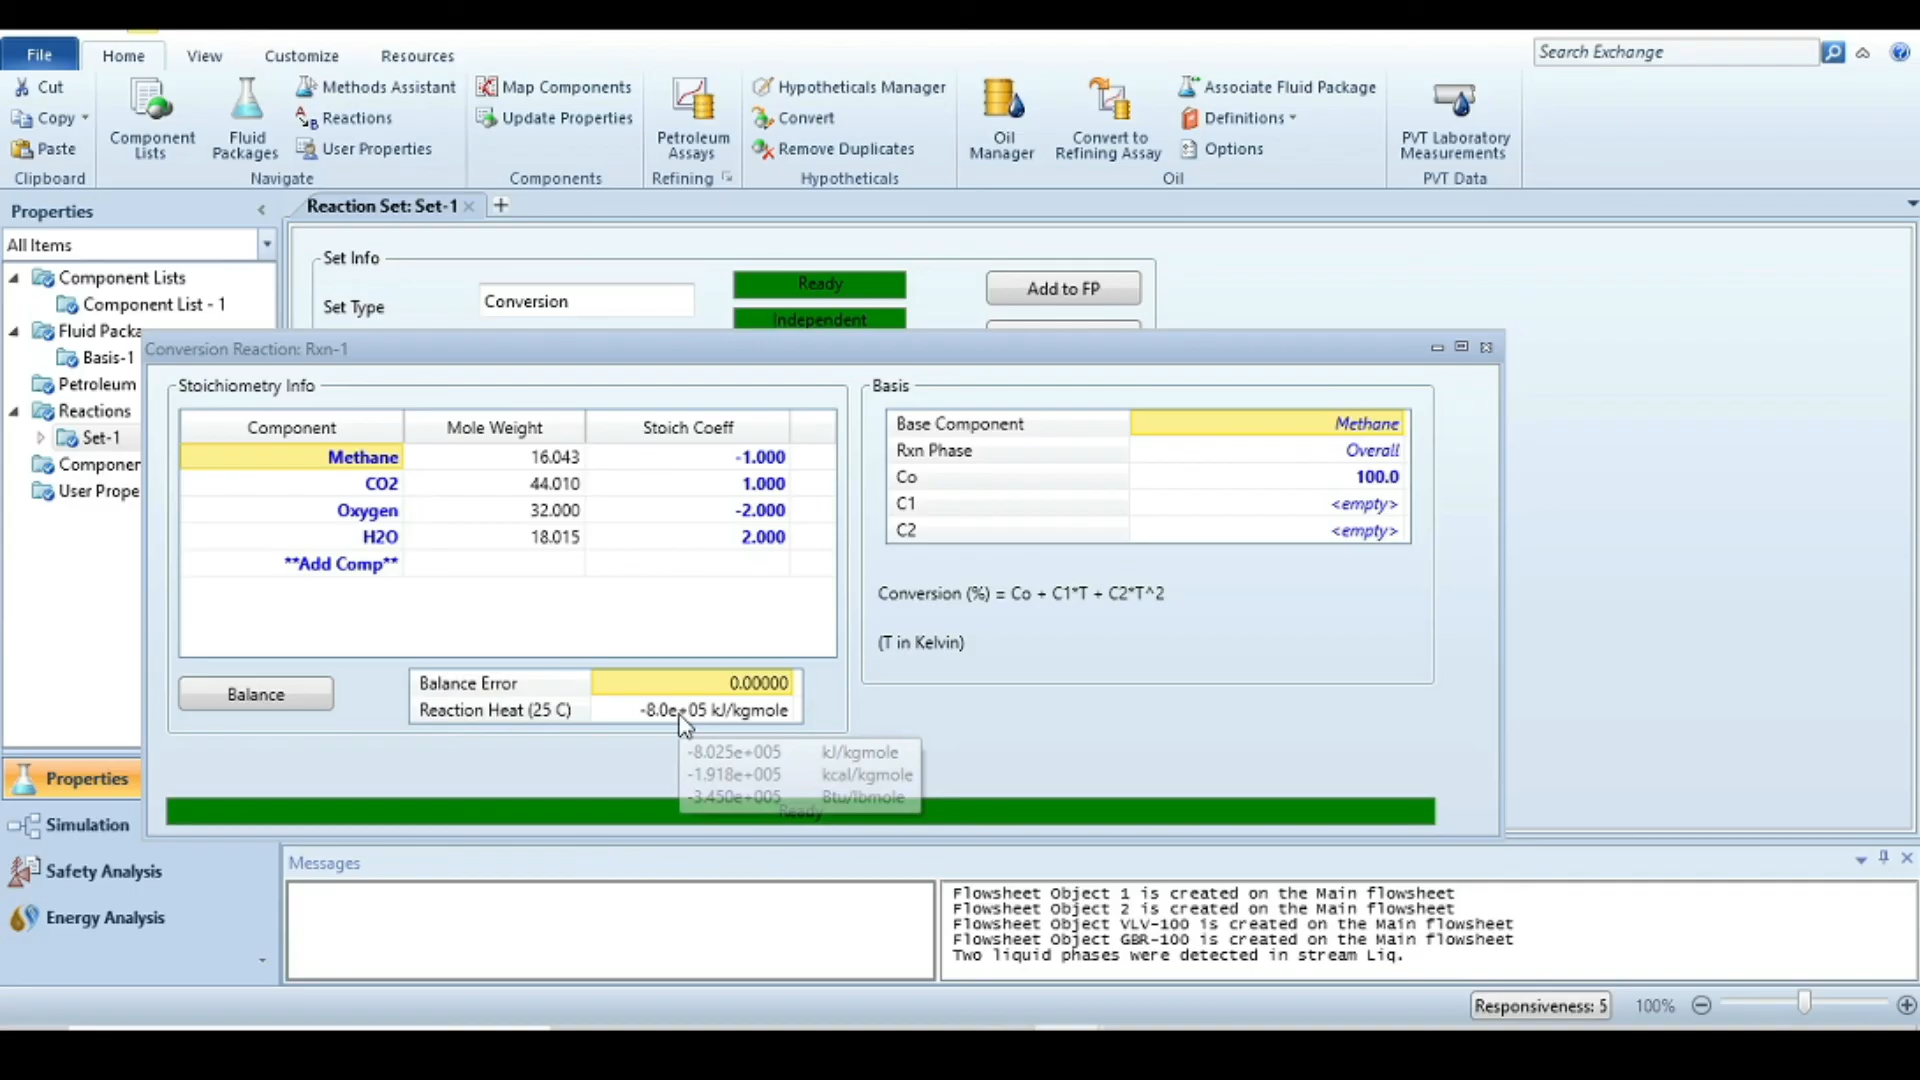 File
Home
View
Customize
Resources
Search Exchange
Cut
Copy
Paste
Clipboard
Component
Lists
Fluid
Packages
Methods Assistant
Reactions
User Properties
Navigate
Map Components
Update Properties
Components
Petroleum
Assays
Refining
Hypotheticals Manager
Convert
Remove Duplicates
Hypotheticals
Oil
Manager
Convert to
Refining Assay
Associate Fluid Package
Definitions
Options
Oil
PVT Laboratory
Measurements
PVT Data
Properties
All Items
Component Lists
Component List - 1
Fluid Packa
Basis-1
Petroleum
Reactions
Set-1
Componer
User Prope
Properties
Simulation
Safety Analysis
Energy Analysis
Reaction Set: Set-1
Set Info
Set Type
Conversion
Ready
Independent
Add to FP
Conversion Reaction: Rxn-1
Stoichiometry Info
Component Mole Weight Stoich Coeff
Methane 16.043 -1.000
CO2 44.010 1.000
Oxygen 32.000 -2.000
H2O 18.015 2.000
**Add Comp**
Balance
Balance Error 0.00000
Reaction Heat (25 C) -8.0e+05 kJ/kgmole
-8.025e+005 kJ/kgmole
-1.918e+005 kcal/kgmole
-3.450e+005 Btu/lbmole
Ready
Basis
Base Component Methane
Rxn Phase Overall
Co 100.0
C1 <empty>
C2 <empty>
Conversion (%) = Co + C1*T + C2*T^2
(T in Kelvin)
Messages
Flowsheet Object 1 is created on the Main flowsheet
Flowsheet Object 2 is created on the Main flowsheet
Flowsheet Object VLV-100 is created on the Main flowsheet
Flowsheet Object GBR-100 is created on the Main flowsheet
Two liquid phases were detected in stream Liq.
Responsiveness: 5
100%